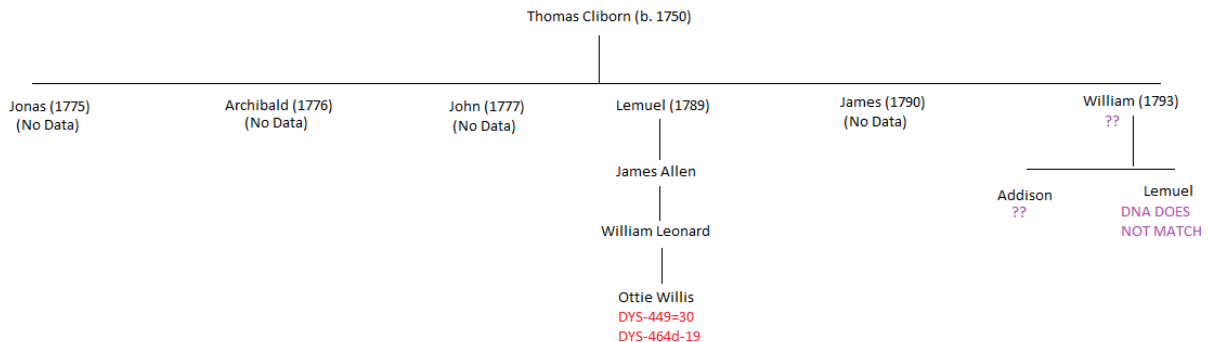 Thomas Cliborn (b. 1750)
Jonas (1775)
(No Data)
Archibald (1776)
(No Data)
John (1777)
(No Data)
Lemuel (1789)
James (1790)
(No Data)
William (1793)
??
James Allen
Addison
??
Lemuel
DNA DOES
NOT MATCH
William Leonard
Ottie Willis
DYS-449=30
DYS-464d-19